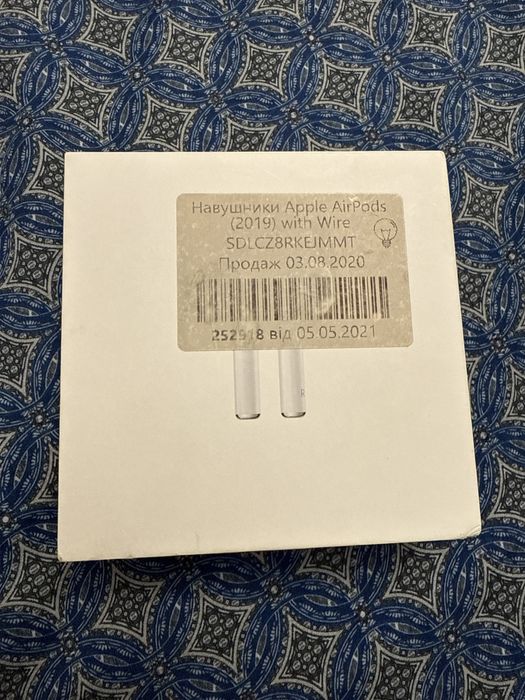 Навушники Apple AirPods
(2019) with Wire
SDLCZ8RKEJMMT
Продаж 03.08.2020
252918 від 05.05.2021
R